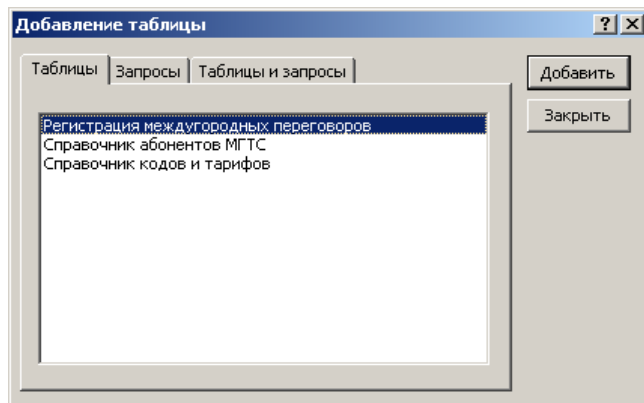 Добавление таблицы
Таблицы Запросы Таблицы и запросы
Добавить
Закрыть
Регистрация междугородных переговоров
Справочник абонентов МГТС
Справочник кодов и тарифов